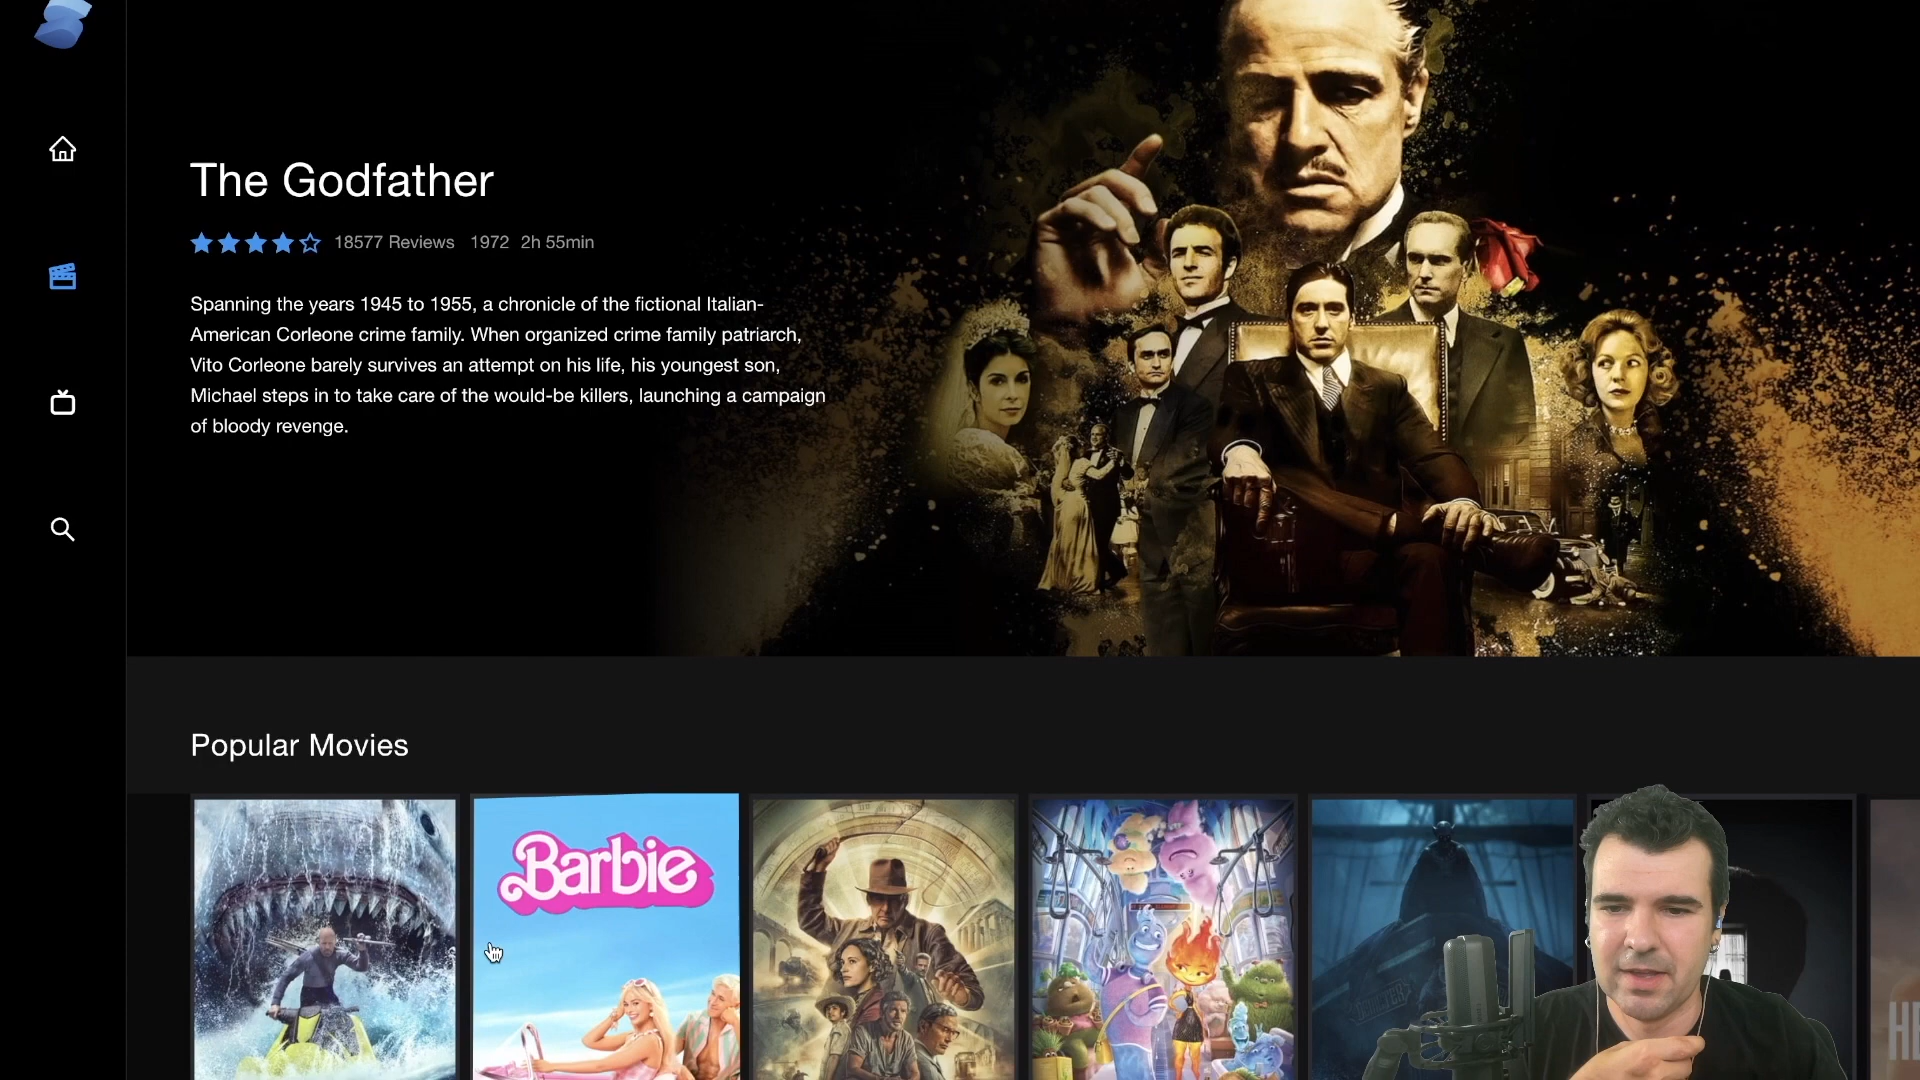 The Godfather
18577 Reviews 1972 2h 55min
Spanning the years 1945 to 1955, a chronicle of the fictional Italian-
American Corleone crime family. When organized crime family patriarch,
Vito Corleone barely survives an attempt on his life, his youngest son,
Michael steps in to take care of the would-be killers, launching a campaign
of bloody revenge.
Popular Movies
Barbie